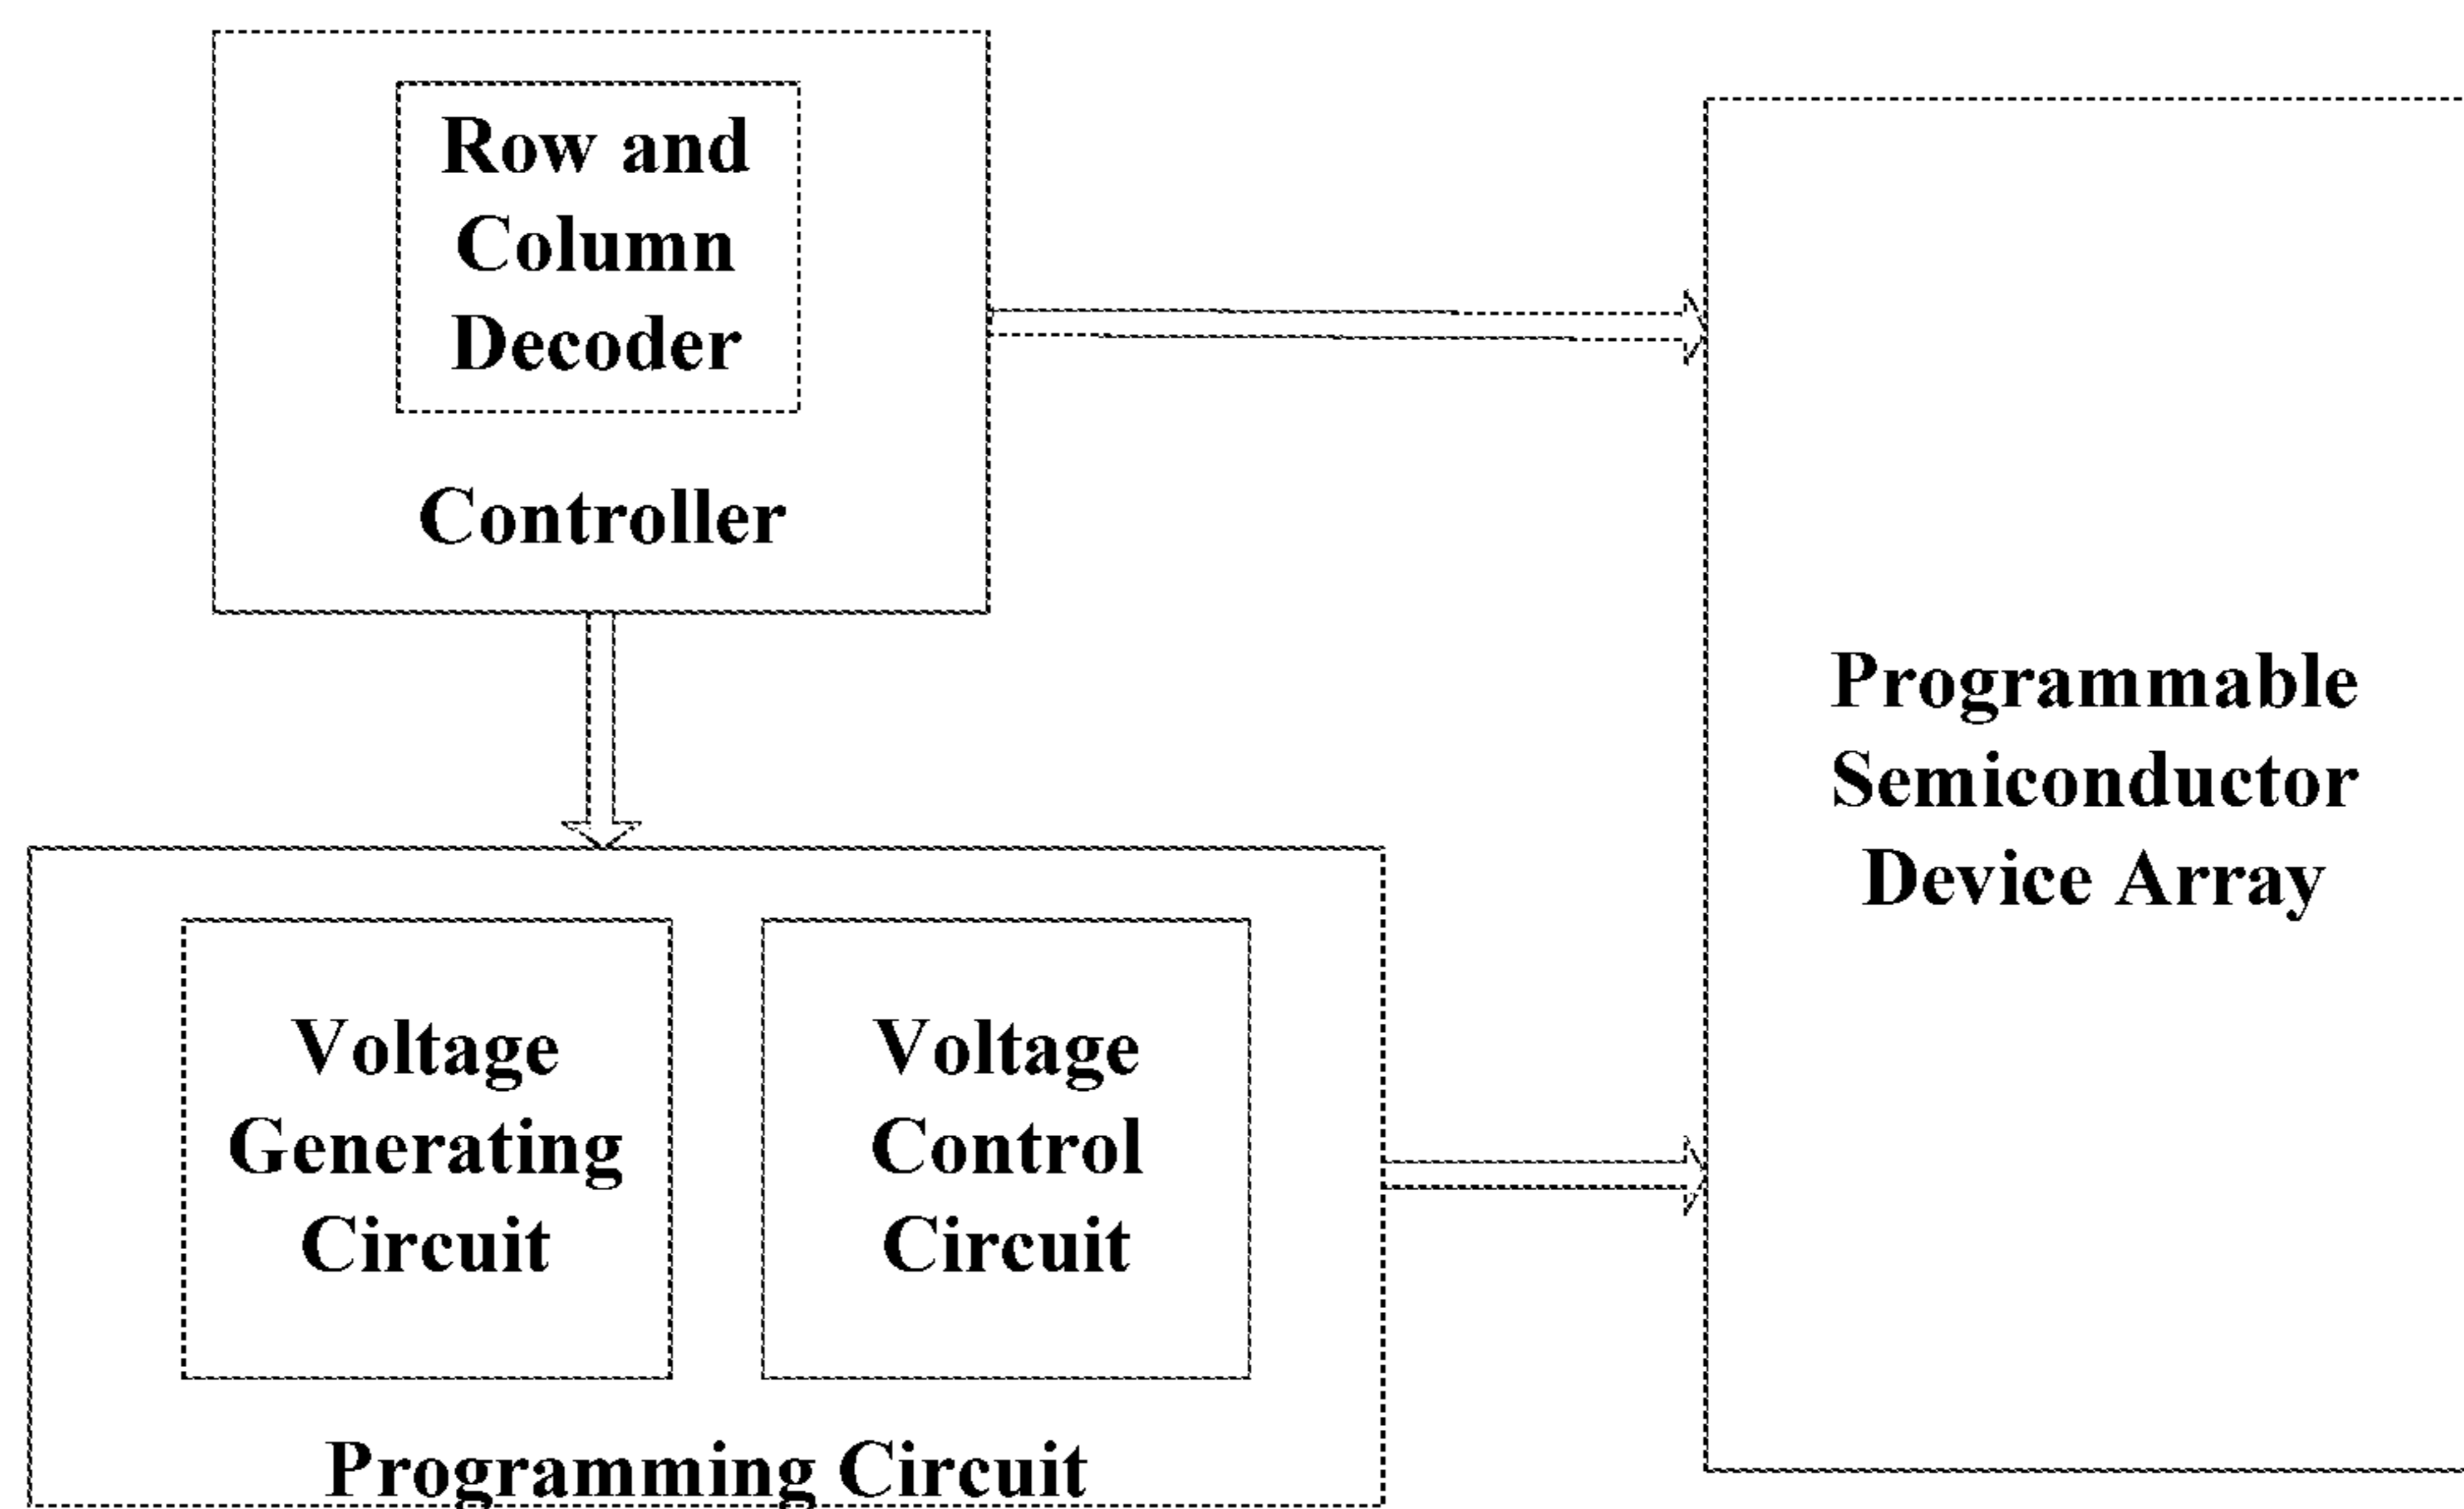 Row and
Column
Decoder
Controller
Programmable
Semiconductor
Device Array
Voltage
Generating
Circuit
Voltage
Control
Circuit
Programming Circuit